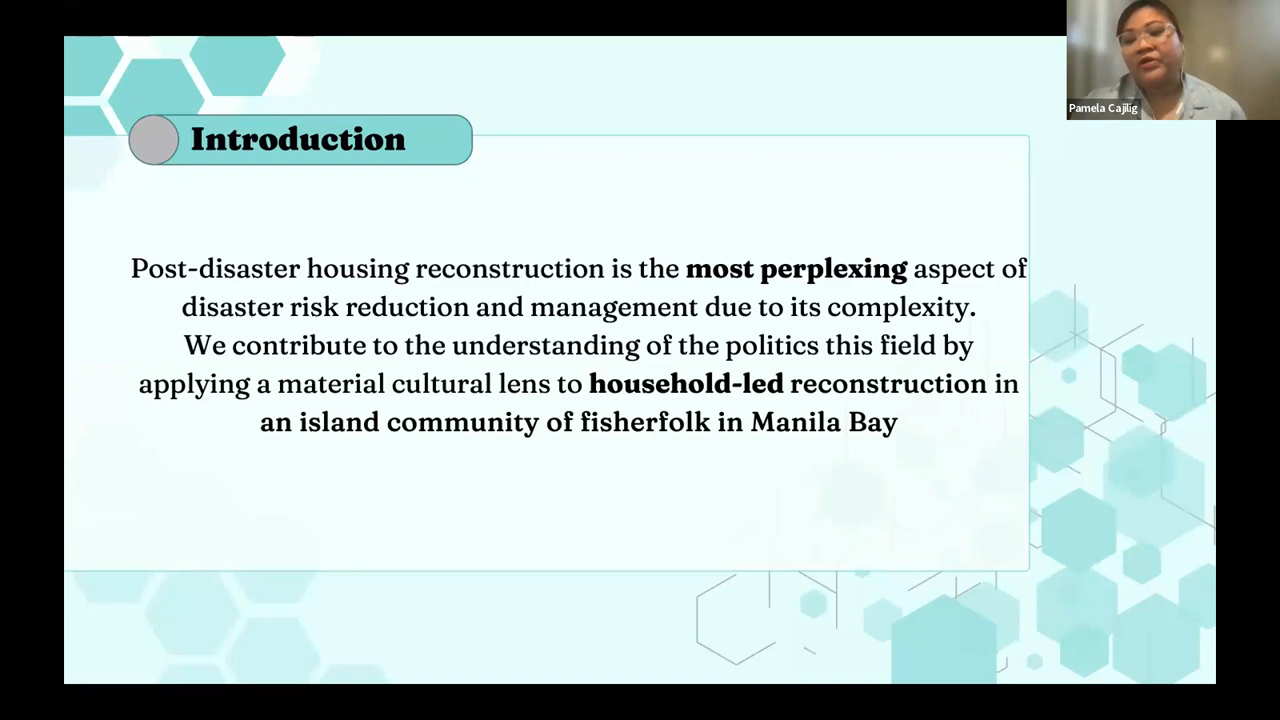 Pamela Cajilig
Introduction
Post-disaster housing reconstruction is the most perplexing aspect of
disaster risk reduction and management due to its complexity.
We contribute to the understanding of the politics this field by
applying a material cultural lens to household-led reconstruction in
an island community of fisherfolk in Manila Bay